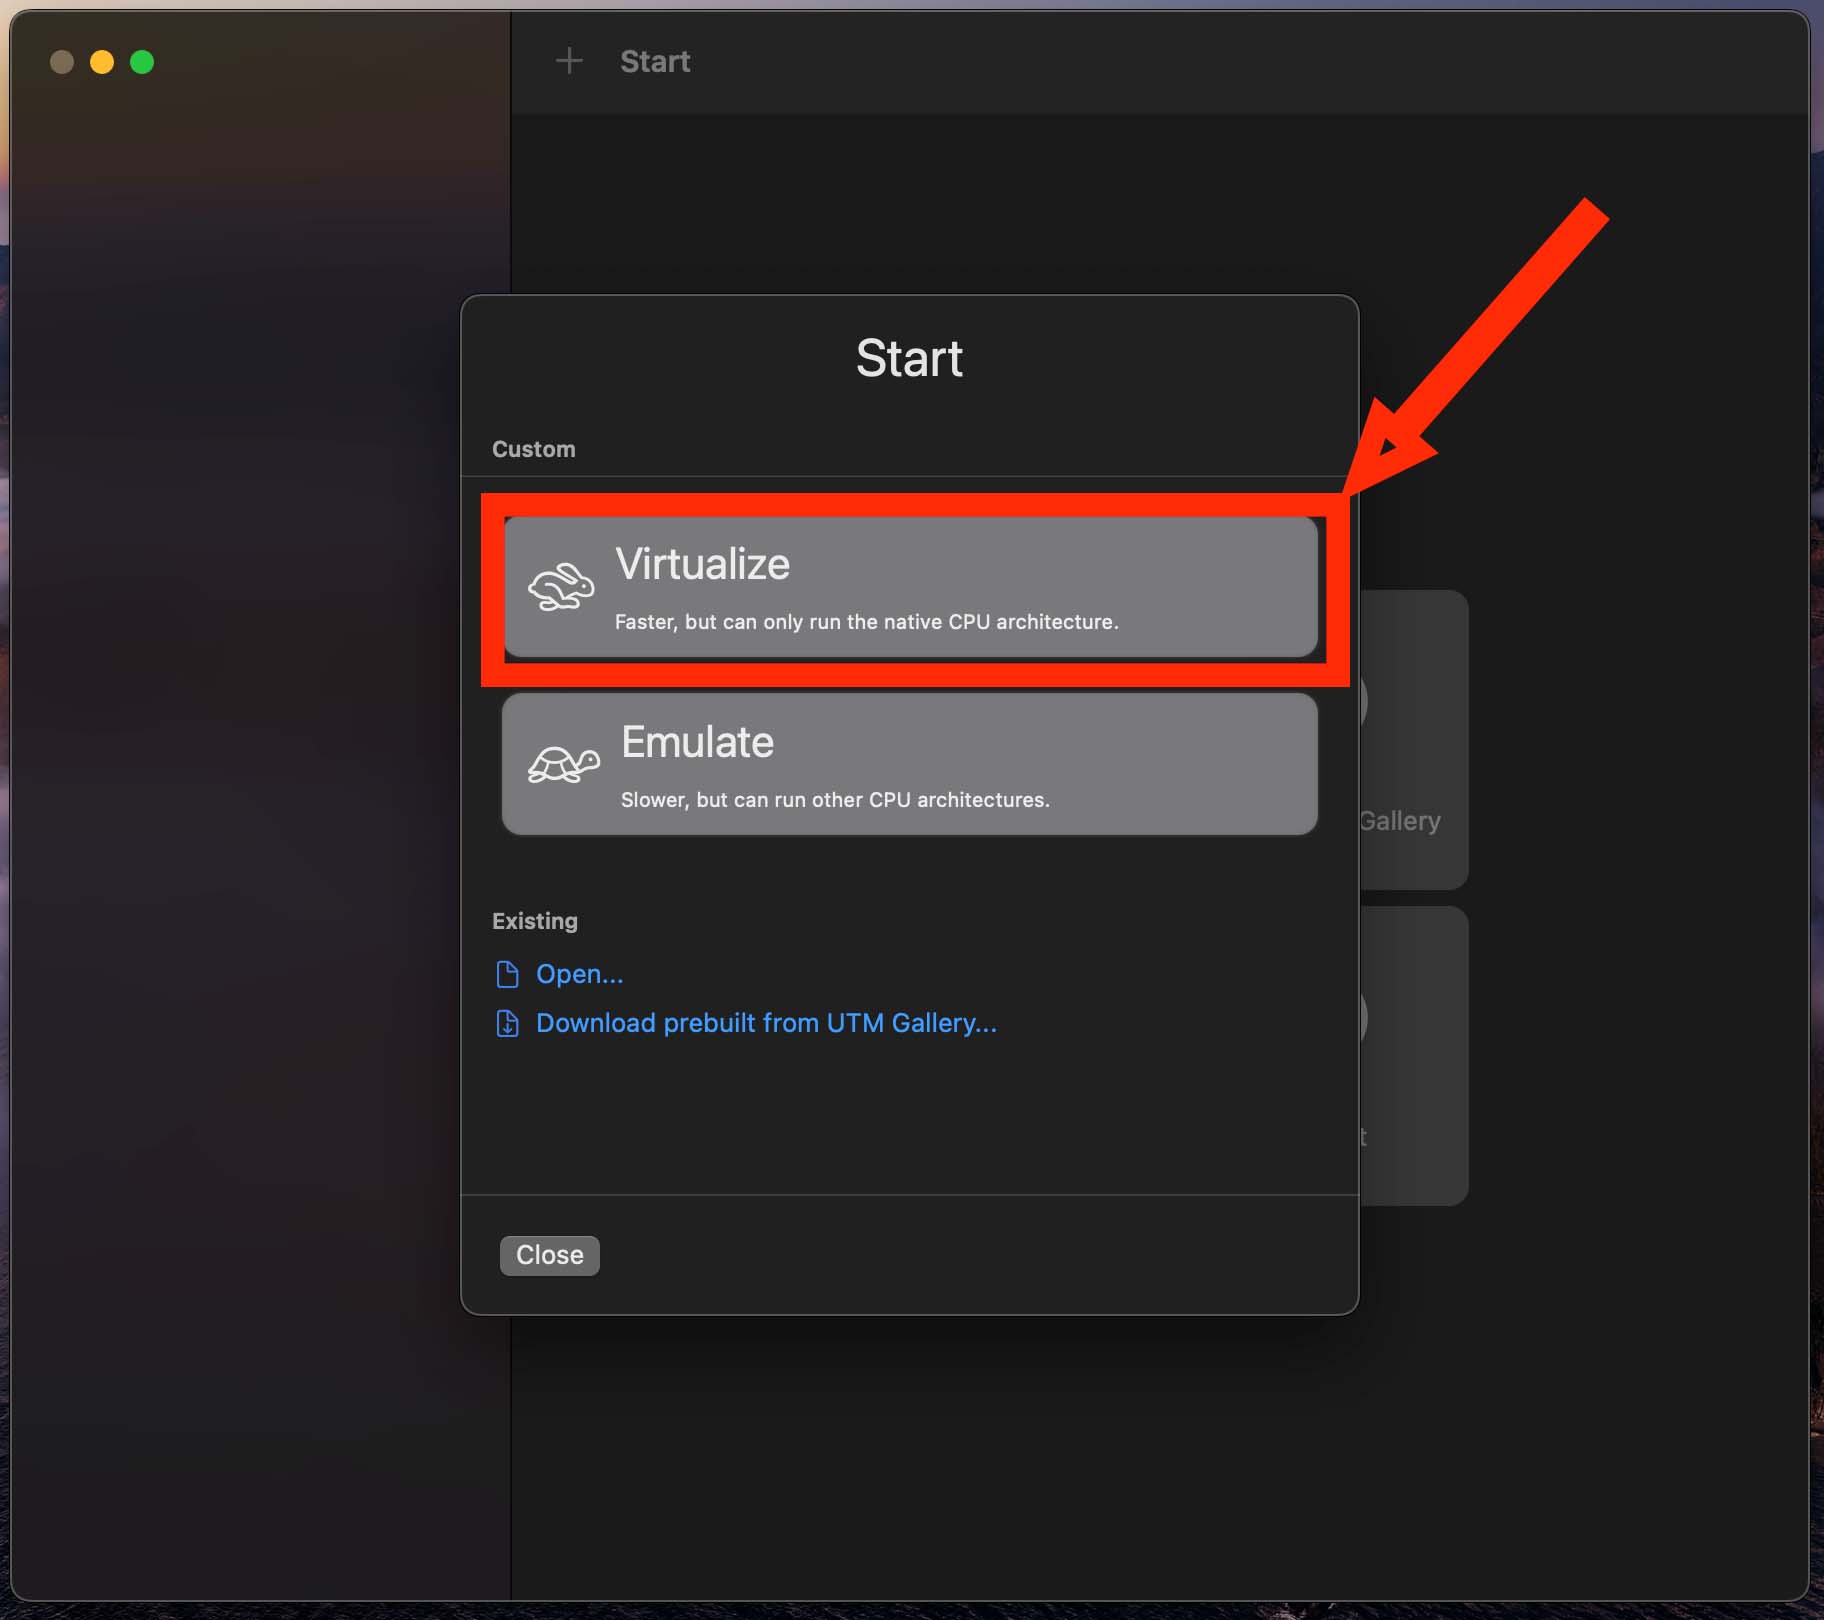 Start
Start
Custom
Virtualize
Faster, but can only run the native CPU architecture.
Emulate
Slower, but can run other CPU architectures.
Gallery
Existing
Open...
Download prebuilt from UTM Gallery...
t
Close